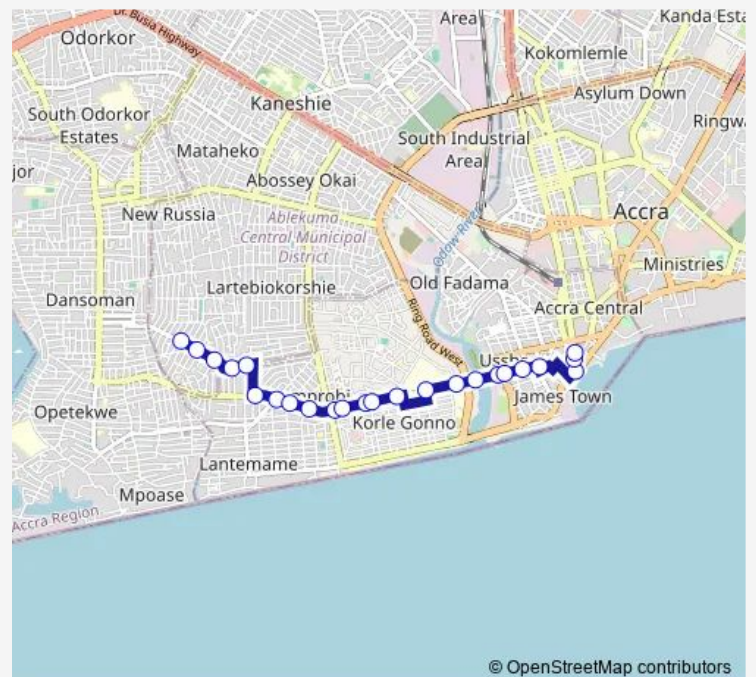 Dr. Busia Highway
Area
Kanda Esta
Odorkor
Kokomlemle
Asylum Down
Kaneshie
South Odorkor
Estates
Ringwa
South Industrial
Area
Mataheko
jor
Abossey Okai
New Russia
Ablekuma
Central Municipal
District
Accra
Odaw River
Ministries
Old Fadama
Lartebiokorshie
Dansoman
Accra Central
Ring Road West
Ussh
mprobi
James Town
Opetekwe
Korle Gonno
Lantemame
Mpoase
Accra Region
© OpenStreetMap contributors